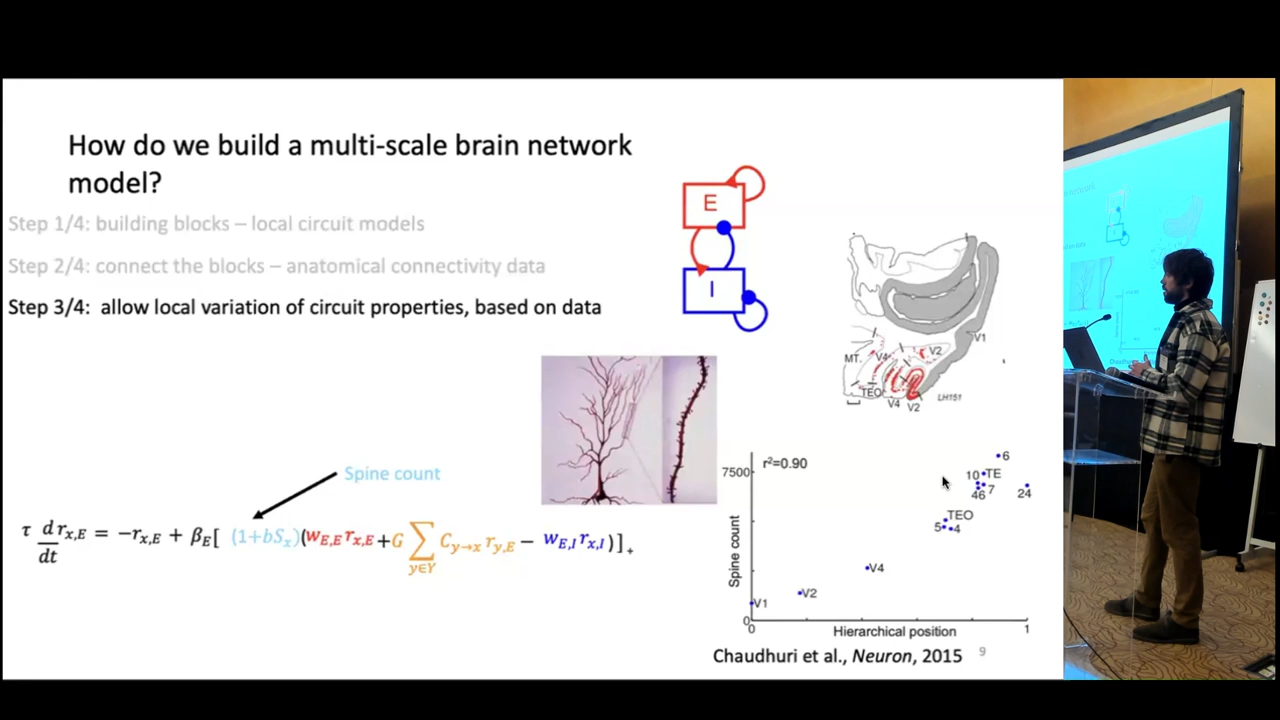 How do we build a multi-scale brain network
model?
Step 1/4: building blocks – local circuit models
Step 2/4: connect the blocks – anatomical connectivity data
Step 3/4: allow local variation of circuit properties, based on data
E
I
MT.
V4
V2
V1
TEO
V4
V2
LH151
Spine count
τ dr_{x,E}/dt = −r_{x,E} + β_E[ (1+bS_x)(w_{E,E} r_{x,E} + G ∑_{y∈Y} C_{y→x} r_{y,E} − w_{E,I} r_{x,I})]_+
7500
r²=0.90
6
10
TE
46
7
24
TEO
5
4
V4
V2
V1
Spine count
0
0
1
Hierarchical position
Chaudhuri et al., Neuron, 2015
9